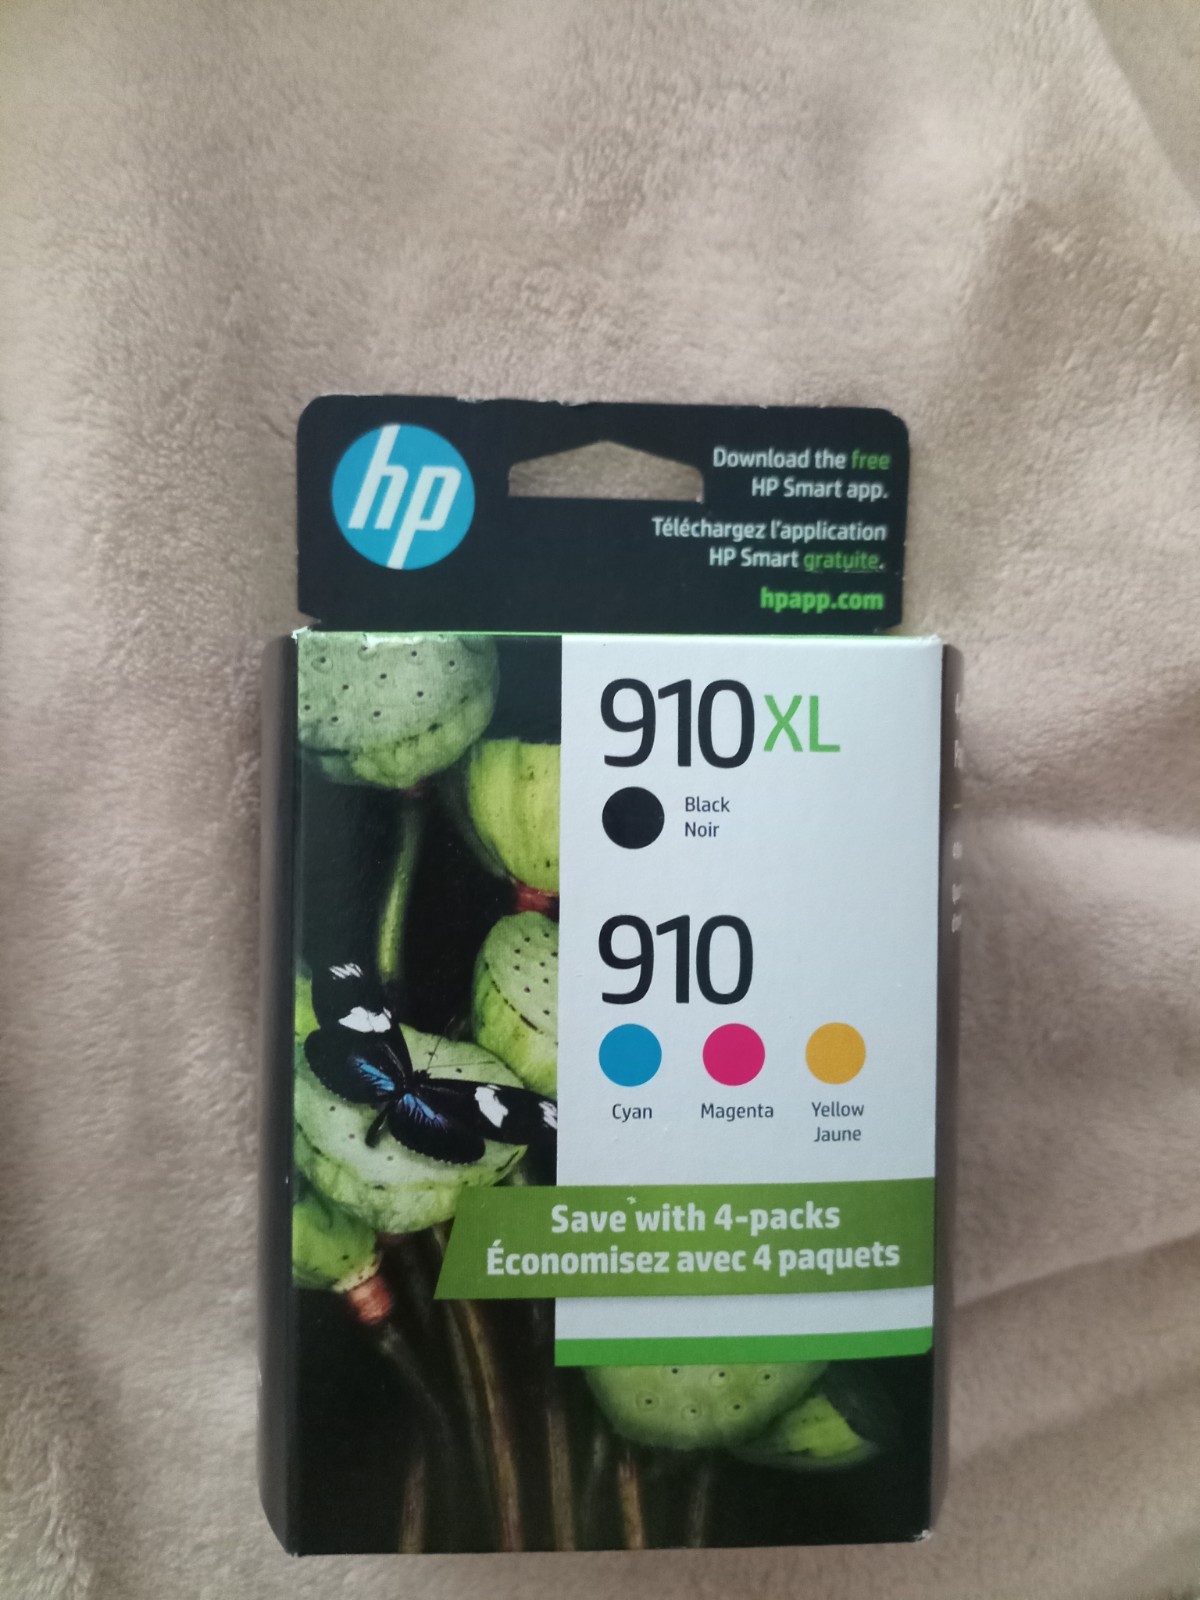 hp
Download the free
HP Smart app.
Téléchargez l'application
HP Smart gratuite.
hpapp.com
910XL
Black
Noir
910
Cyan
Magenta
Yellow
Jaune
Save with 4-packs
Économisez avec 4 paquets